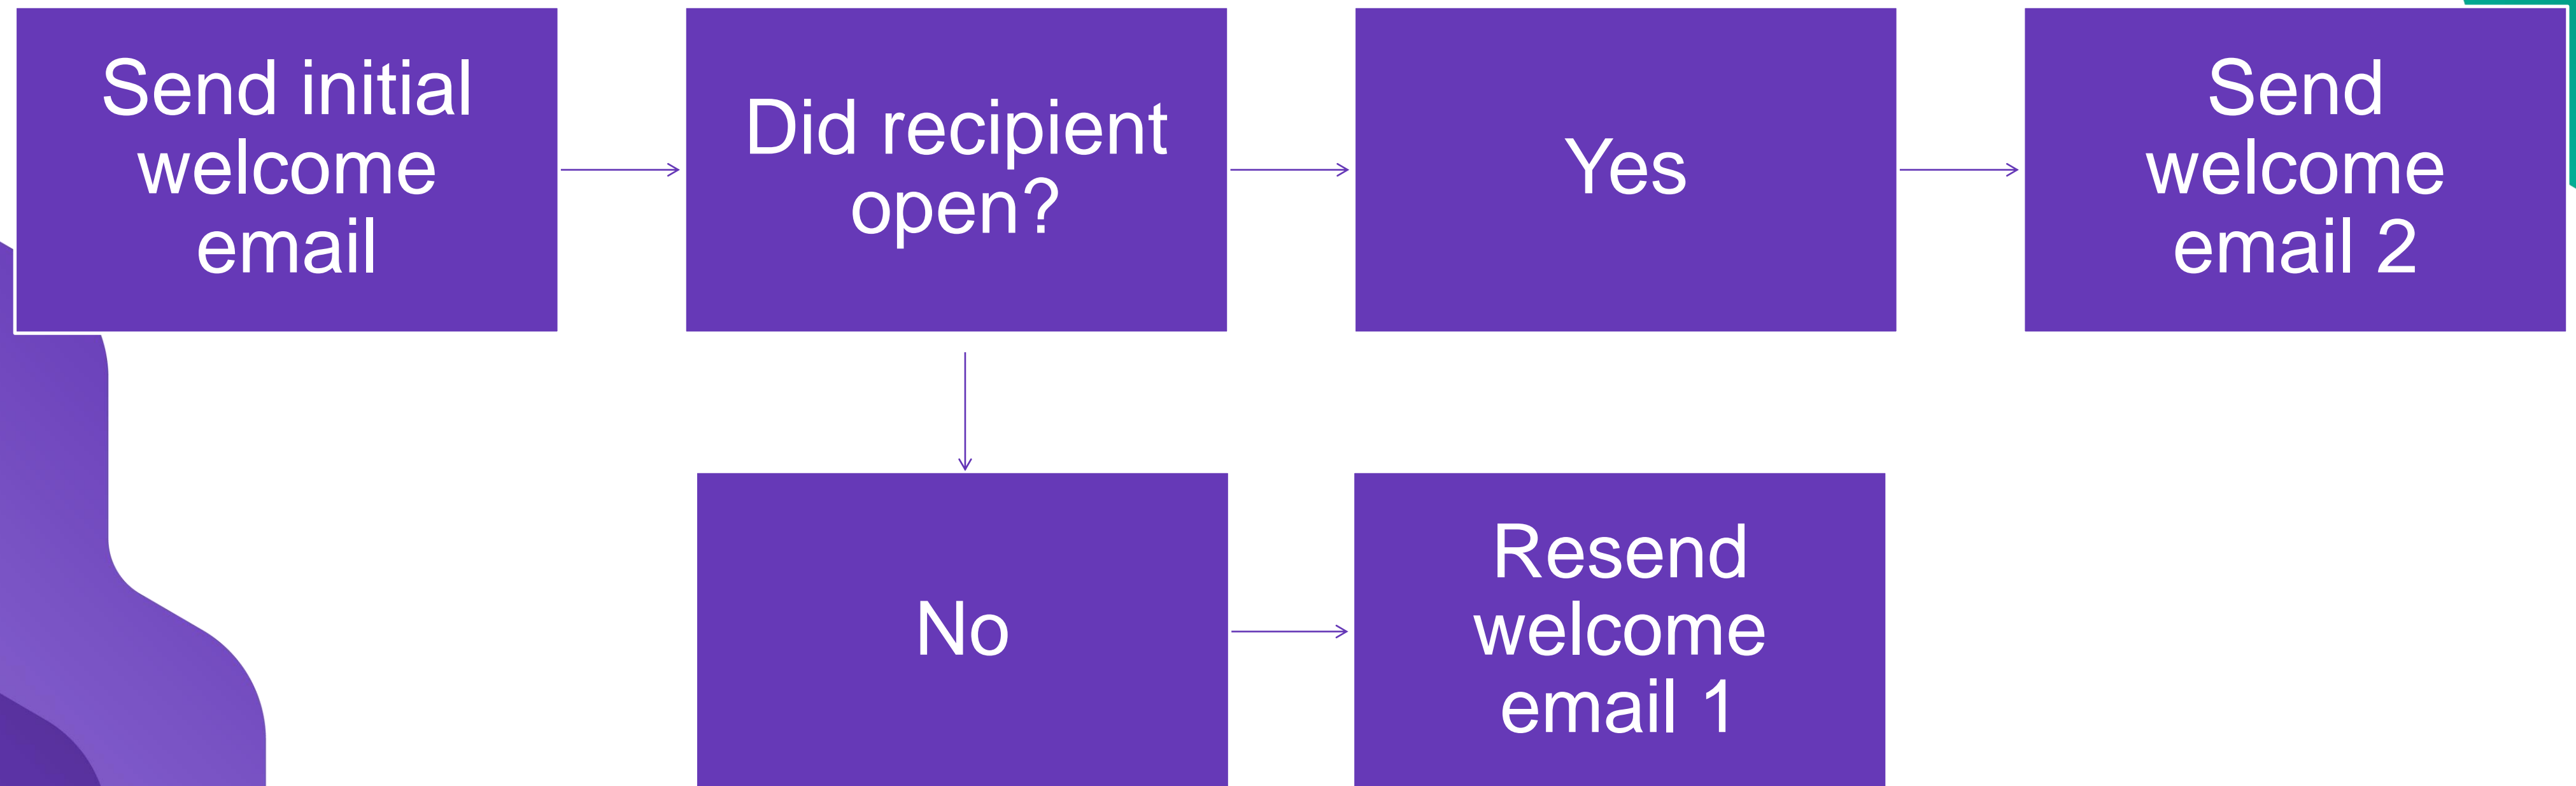 Send initial
welcome
email
Did recipient
open?
Yes
Send
welcome
email 2
No
Resend
welcome
email 1